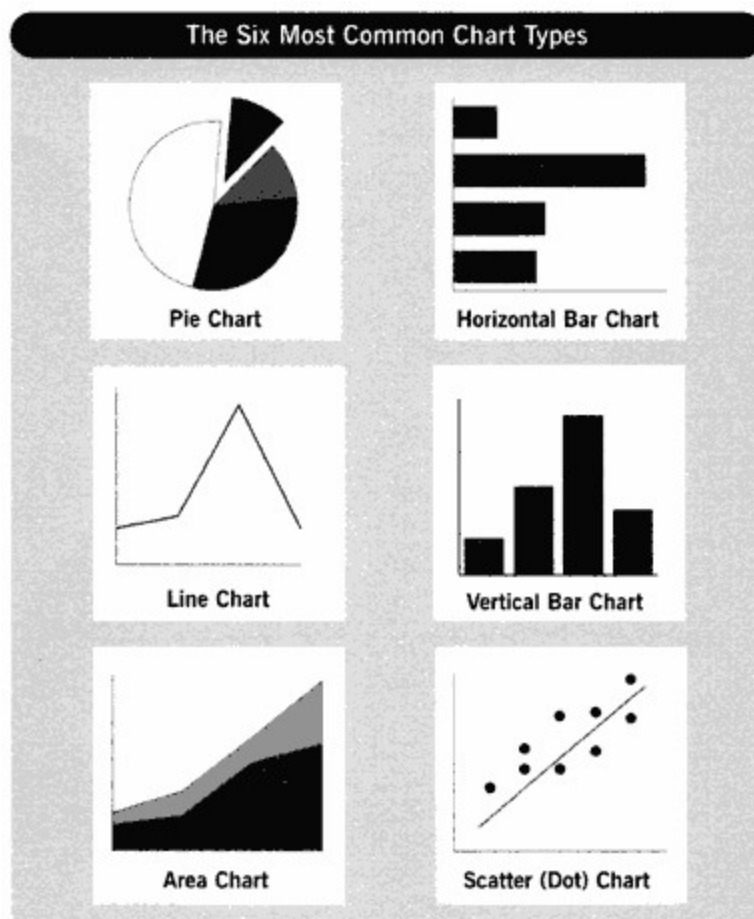 The Six Most Common Chart Types
Pie Chart
Horizontal Bar Chart
Line Chart
Vertical Bar Chart
Area Chart
Scatter (Dot) Chart